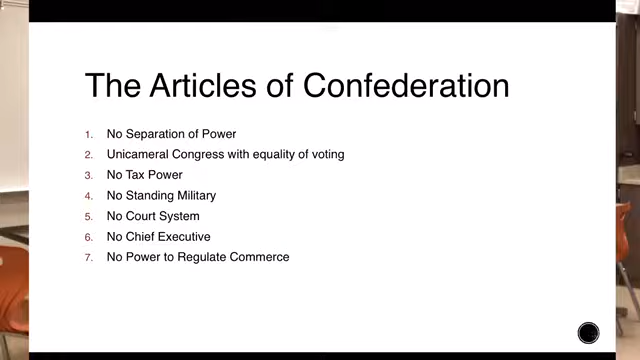 The Articles of Confederation
1. No Separation of Power
2. Unicameral Congress with equality of voting
3. No Tax Power
4. No Standing Military
5. No Court System
6. No Chief Executive
7. No Power to Regulate Commerce